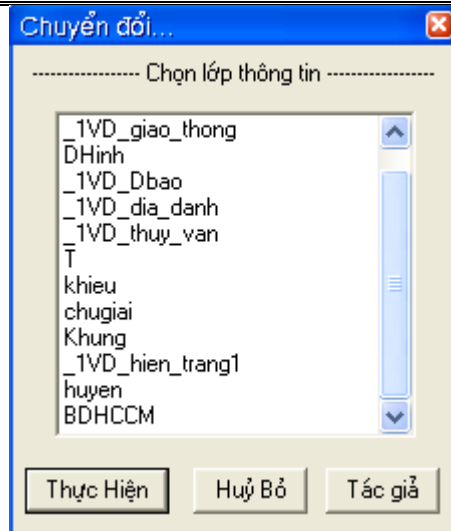 Chuyển đổi...
------------------ Chọn lớp thông tin ------------------
_1VD_giao_thong
DHinh
_1VD_Dbao
_1VD_dia_danh
_1VD_thuy_van
T
khieu
chugiai
Khung
_1VD_hien_trang1
huyen
BDHCCM
Thực Hiện Huỷ Bỏ Tác giả